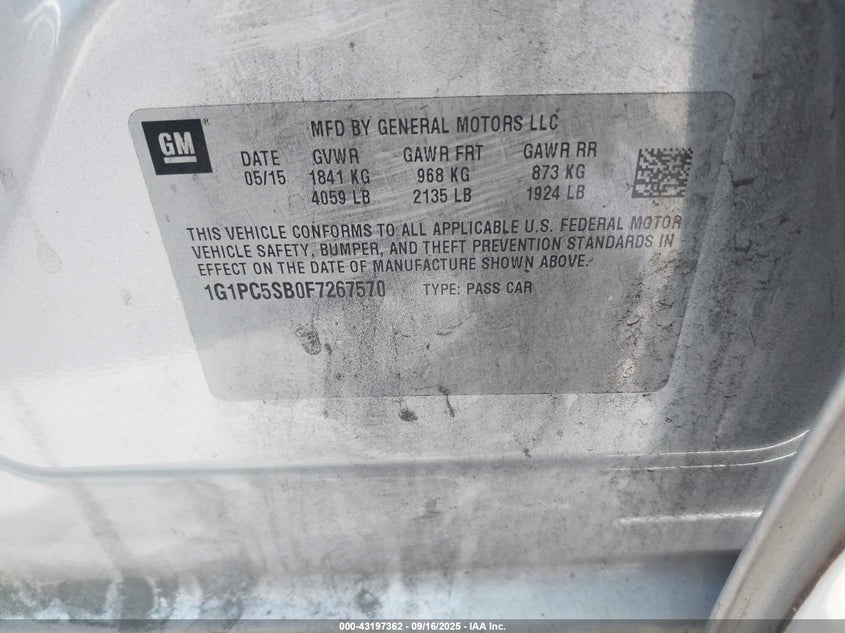 GM
MFD BY GENERAL MOTORS LLC
DATE GVWR GAWR FRT GAWR RR
05/15 1841 KG 968 KG 873 KG
4059 LB 2135 LB 1924 LB
THIS VEHICLE CONFORMS TO ALL APPLICABLE U.S. FEDERAL MOTOR
VEHICLE SAFETY, BUMPER, AND THEFT PREVENTION STANDARDS IN
EFFECT ON THE DATE OF MANUFACTURE SHOWN ABOVE.
1G1PC5SB0F7267570 TYPE: PASS CAR
000-43197362 - 09/16/2025 - IAA Inc.